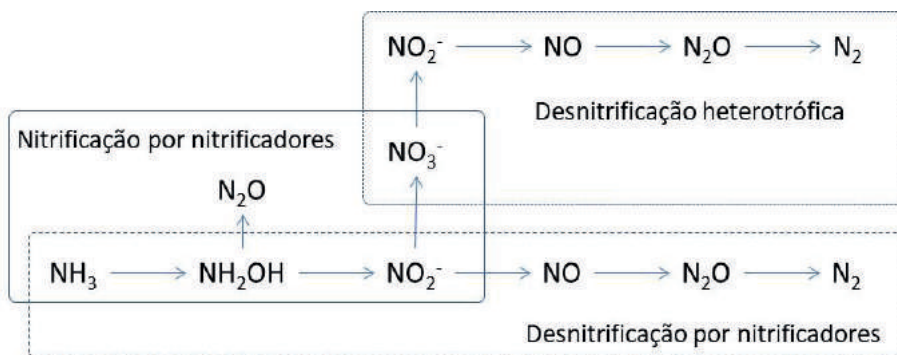 NO₂⁻ NO N₂O N₂
Desnitrificação heterotrófica
Nitrificação por nitrificadores
NO₃⁻
N₂O
NH₃ NH₂OH NO₂⁻ NO N₂O N₂
Desnitrificação por nitrificadores